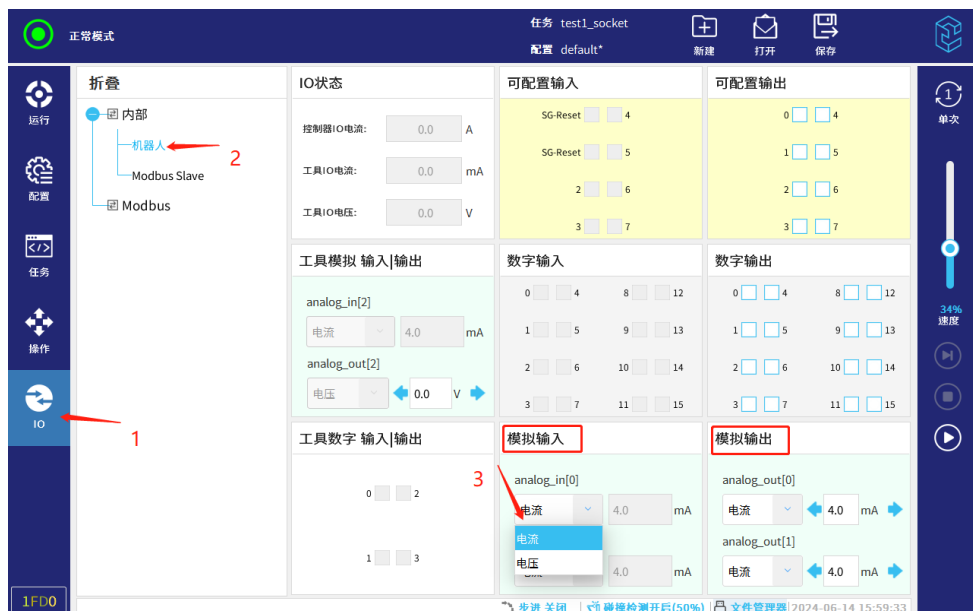 正常模式
任务 test1_socket
配置 default*
新建
打开
保存
运行
配置
任务
操作
IO
1FD0
折叠
内部
机器人
Modbus Slave
Modbus
1
2
3
IO状态
控制器IO电流: 0.0 A
工具IO电流: 0.0 mA
工具IO电压: 0.0 V
可配置输入
SG-Reset 4
SG-Reset 5
2 6
3 7
可配置输出
0 4
1 5
2 6
3 7
工具模拟 输入|输出
analog_in[2]
电流 4.0 mA
analog_out[2]
电压 0.0 V
数字输入
0 4 8 12
1 5 9 13
2 6 10 14
3 7 11 15
数字输出
0 4 8 12
1 5 9 13
2 6 10 14
3 7 11 15
工具数字 输入|输出
0 2
1 3
模拟输入
analog_in[0]
电流 4.0 mA
电流
电压
4.0 mA
模拟输出
analog_out[0]
电流 4.0 mA
analog_out[1]
电流 4.0 mA
1
单次
34%
速度
步进 关闭
碰撞检测开启(50%)
文件管理器
2024-06-14 15:59:33